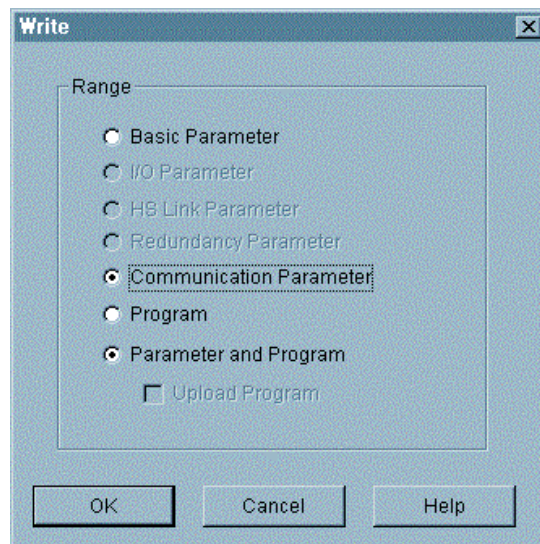 Write
Range
Basic Parameter
I/O Parameter
HS Link Parameter
Redundancy Parameter
Communication Parameter
Program
Parameter and Program
Upload Program
OK Cancel Help